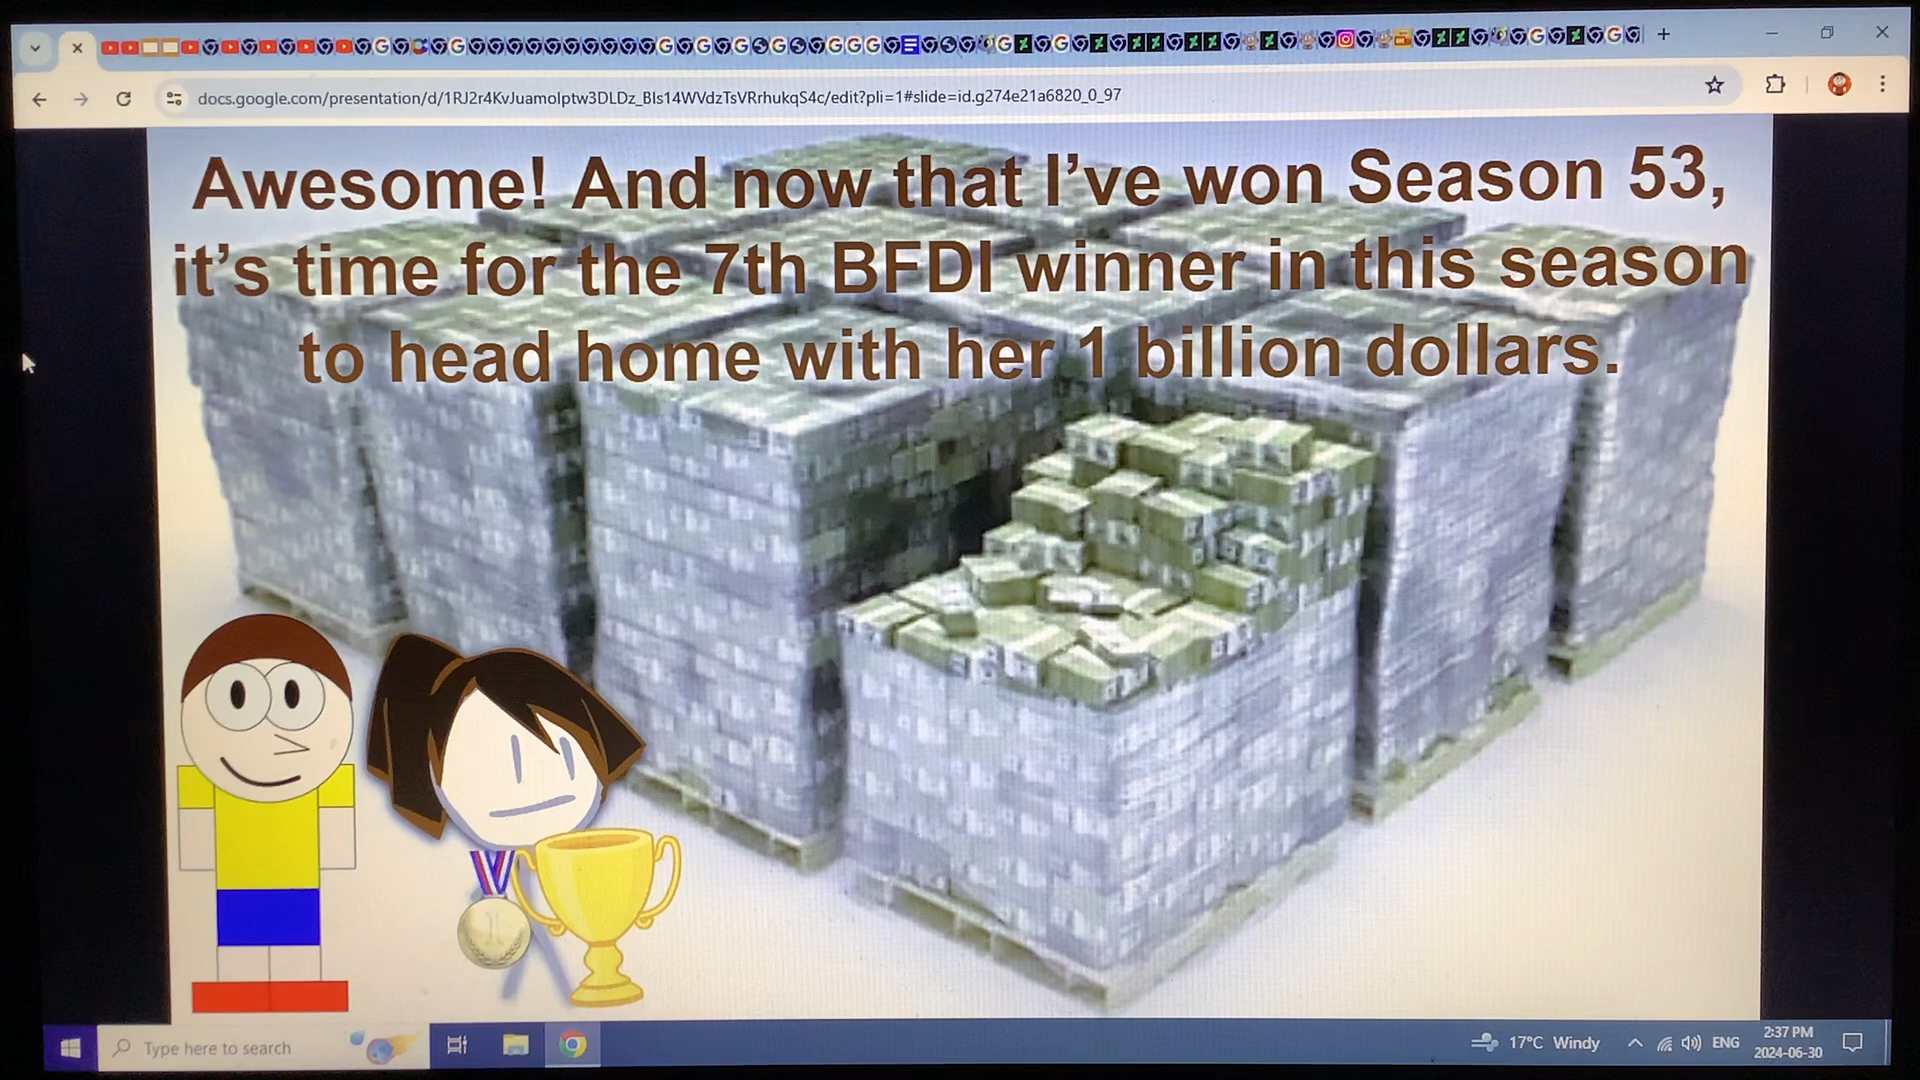 docs.google.com/presentation/d/1RJ2r4KvJuamolptw3DLDz_BIs14WVdzTsVRrhukqS4c/edit?pli=1#slide=id.g274e21a6820_0_97
Awesome! And now that I’ve won Season 53,
it’s time for the 7th BFDI winner in this season
to head home with her 1 billion dollars.
Type here to search
17°C Windy
ENG
2:37 PM
2024-06-30